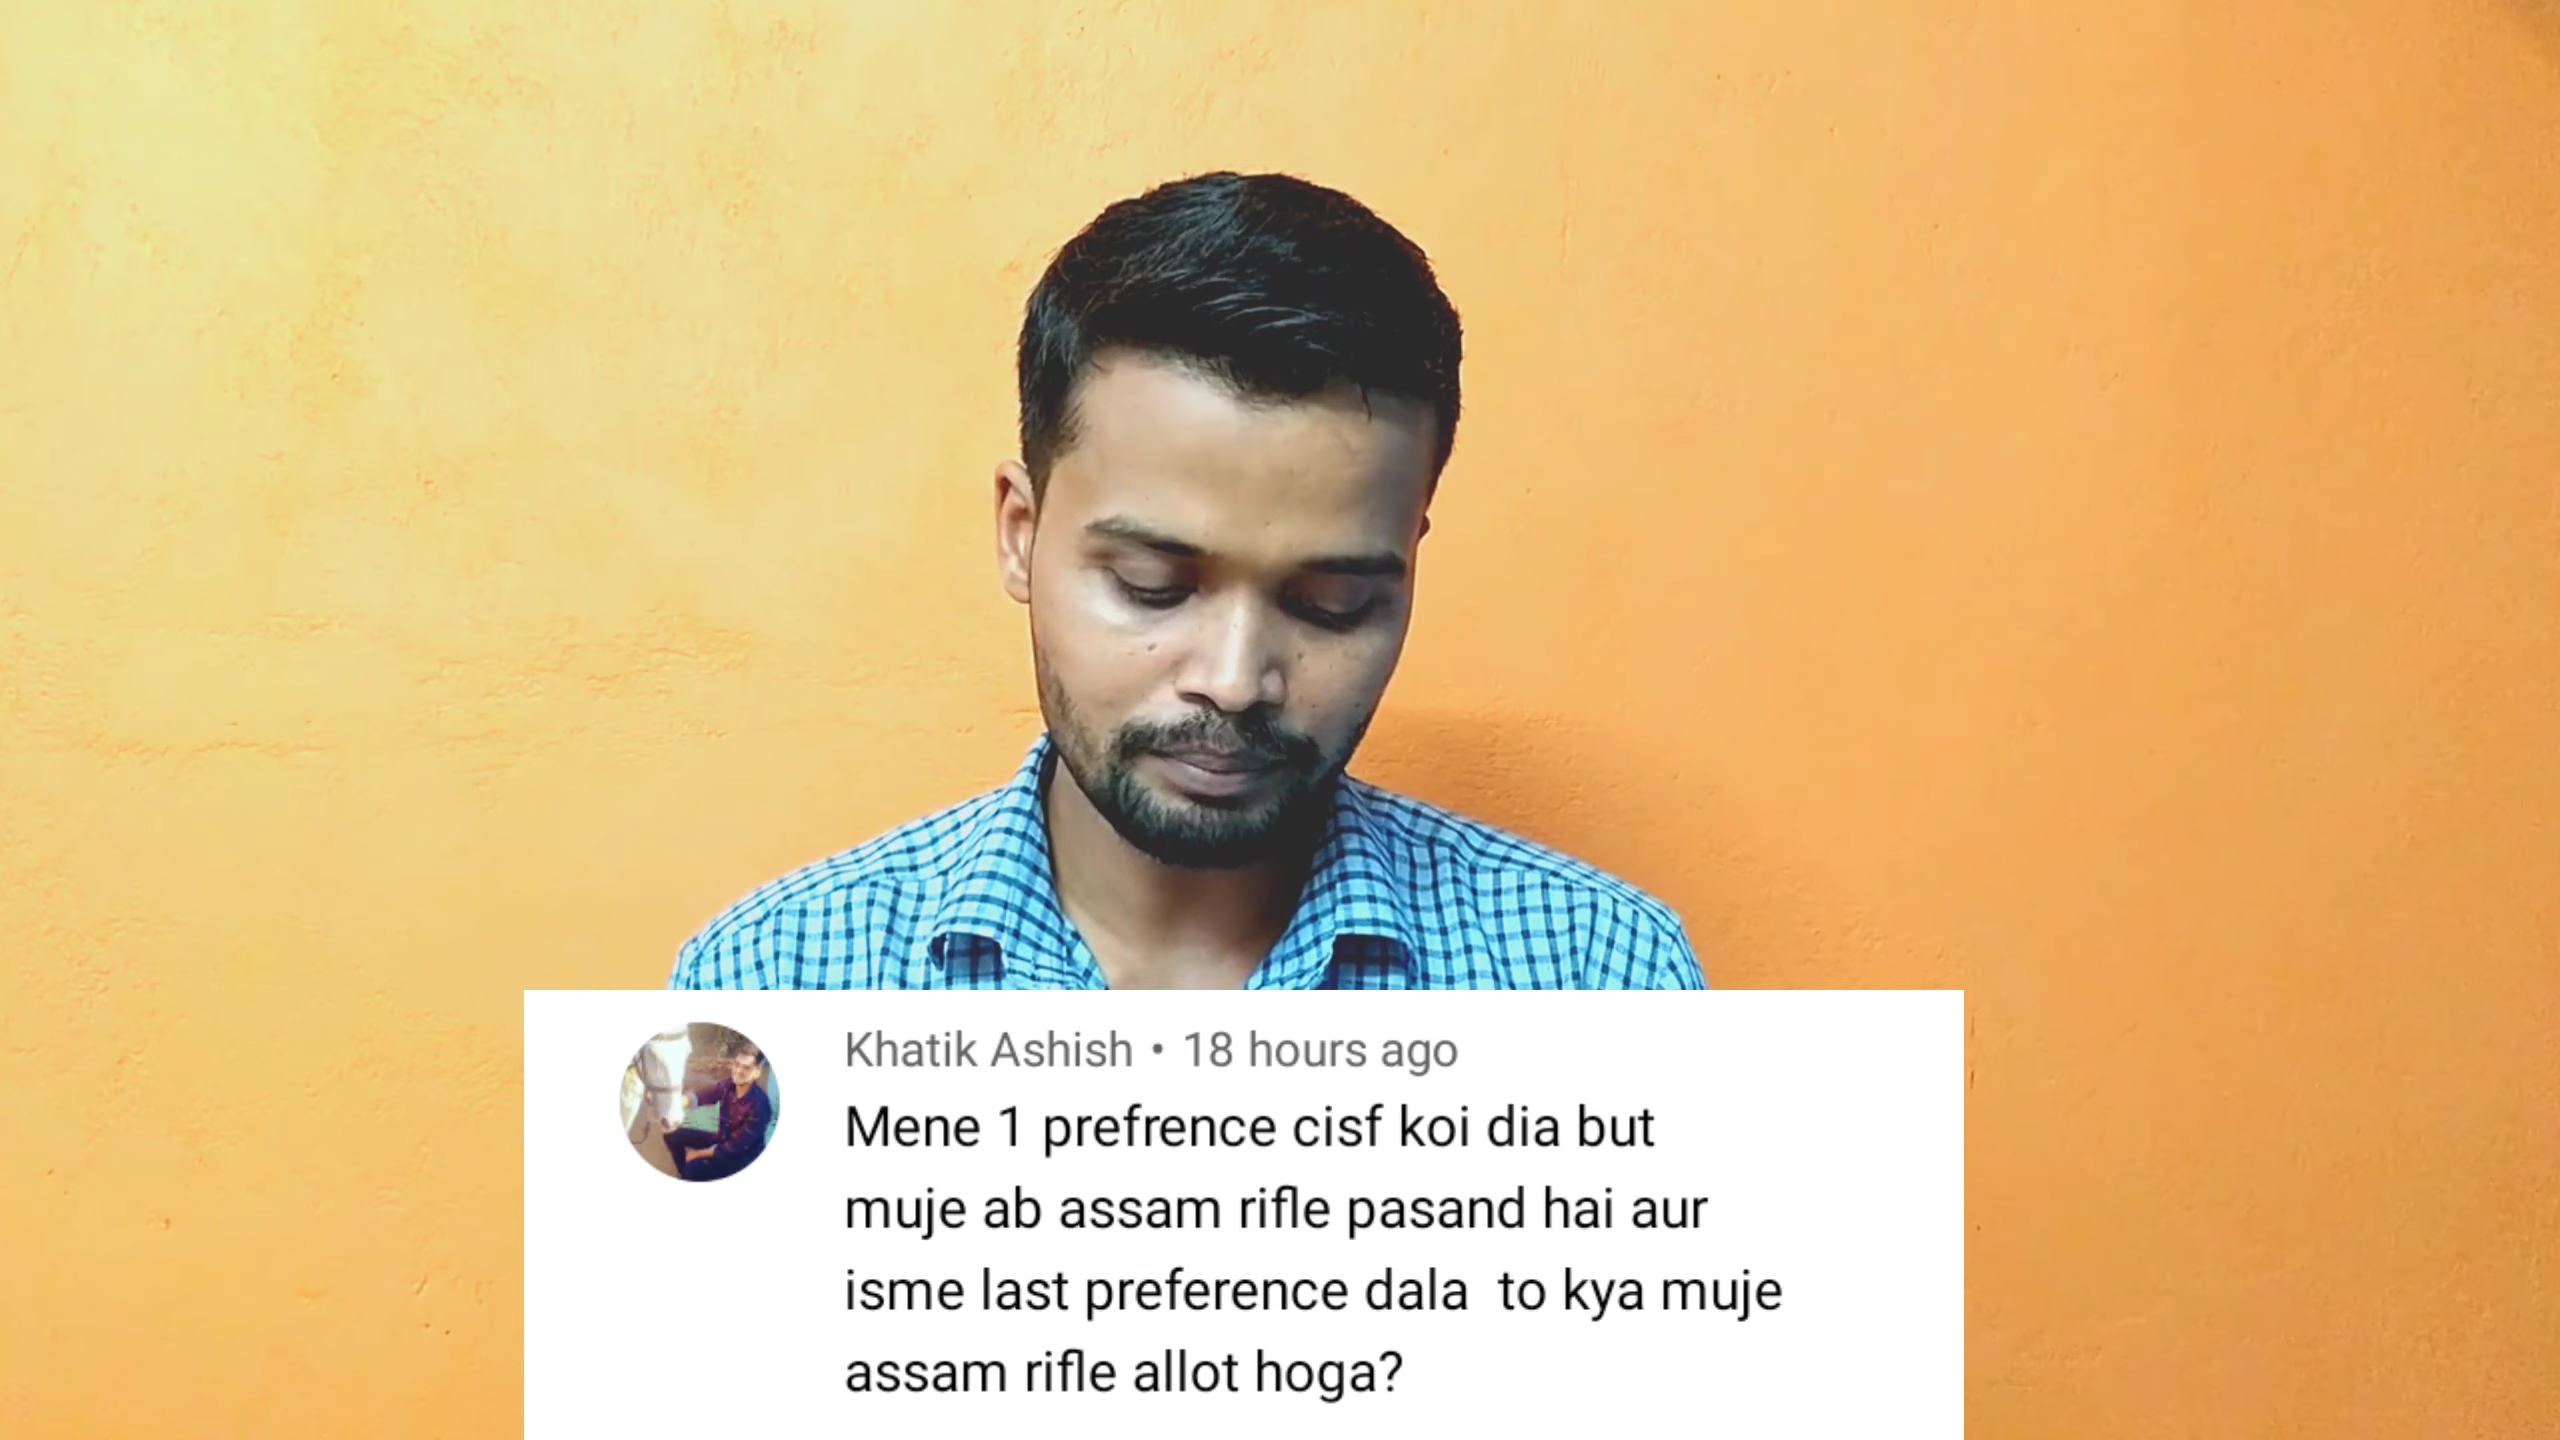 Khatik Ashish • 18 hours ago
Mene 1 prefrence cisf koi dia but
muje ab assam rifle pasand hai aur
isme last preference dala to kya muje
assam rifle allot hoga?